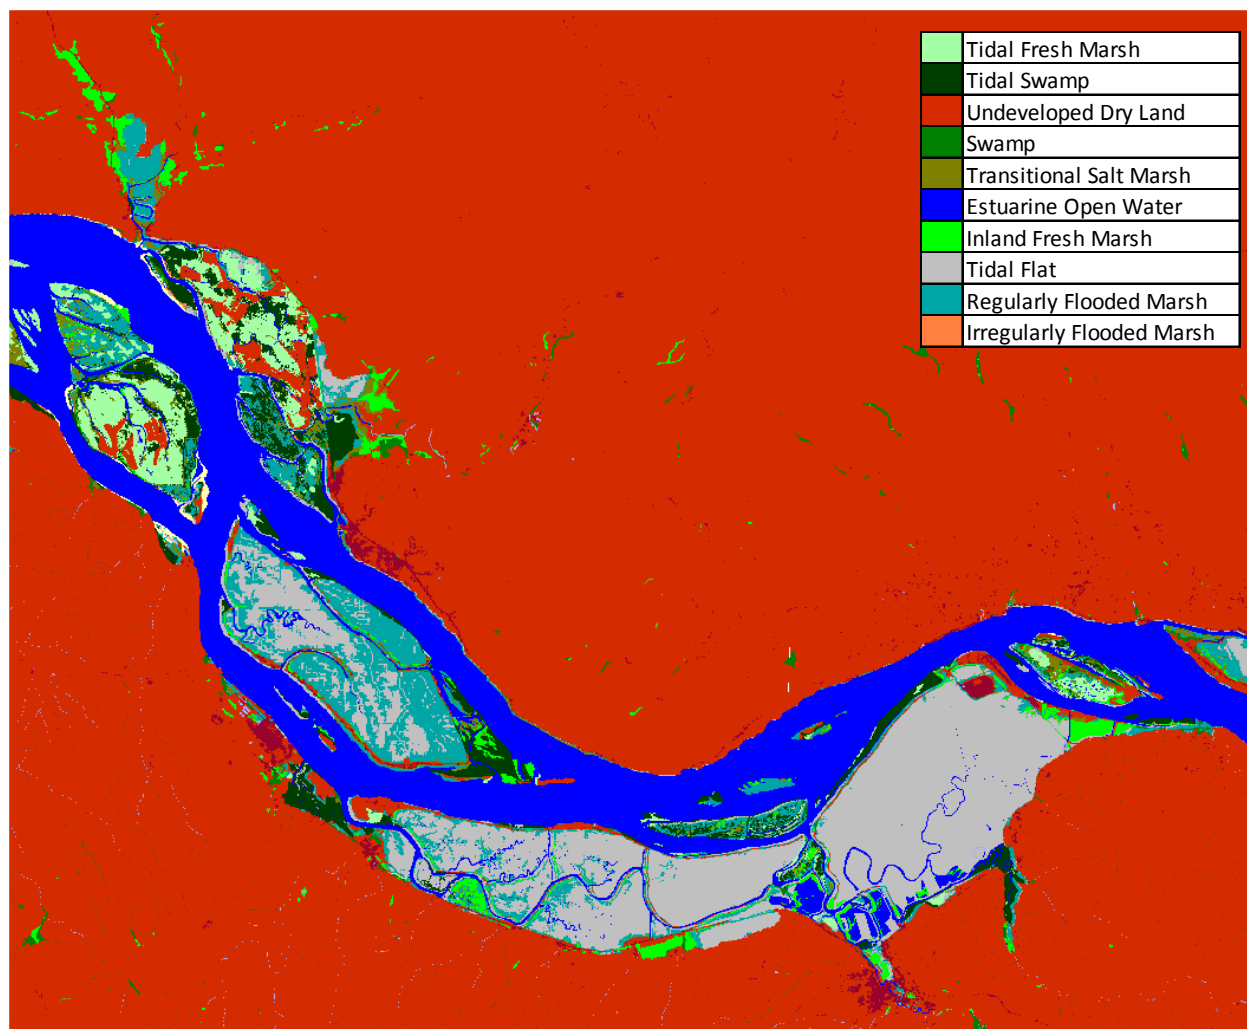 Tidal Fresh Marsh
Tidal Swamp
Undeveloped Dry Land
Swamp
Transitional Salt Marsh
Estuarine Open Water
Inland Fresh Marsh
Tidal Flat
Regularly Flooded Marsh
Irregularly Flooded Marsh